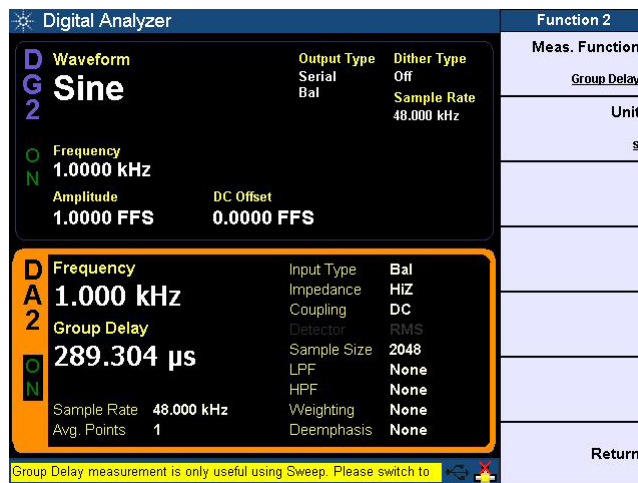 Digital Analyzer
Function 2
DG2
ON
Waveform
Sine
Output Type
Serial
Bal
Dither Type
Off
Sample Rate
48.000 kHz
Frequency
1.0000 kHz
Amplitude
1.0000 FFS
DC Offset
0.0000 FFS
DA2
ON
Frequency
1.000 kHz
Group Delay
289.304 µs
Sample Rate 48.000 kHz
Avg. Points 1
Input Type Bal
Impedance HiZ
Coupling DC
Detector RMS
Sample Size 2048
LPF None
HPF None
Weighting None
Deemphasis None
Group Delay measurement is only useful using Sweep. Please switch to
Meas. Function
Group Delay
Unit
s
Return